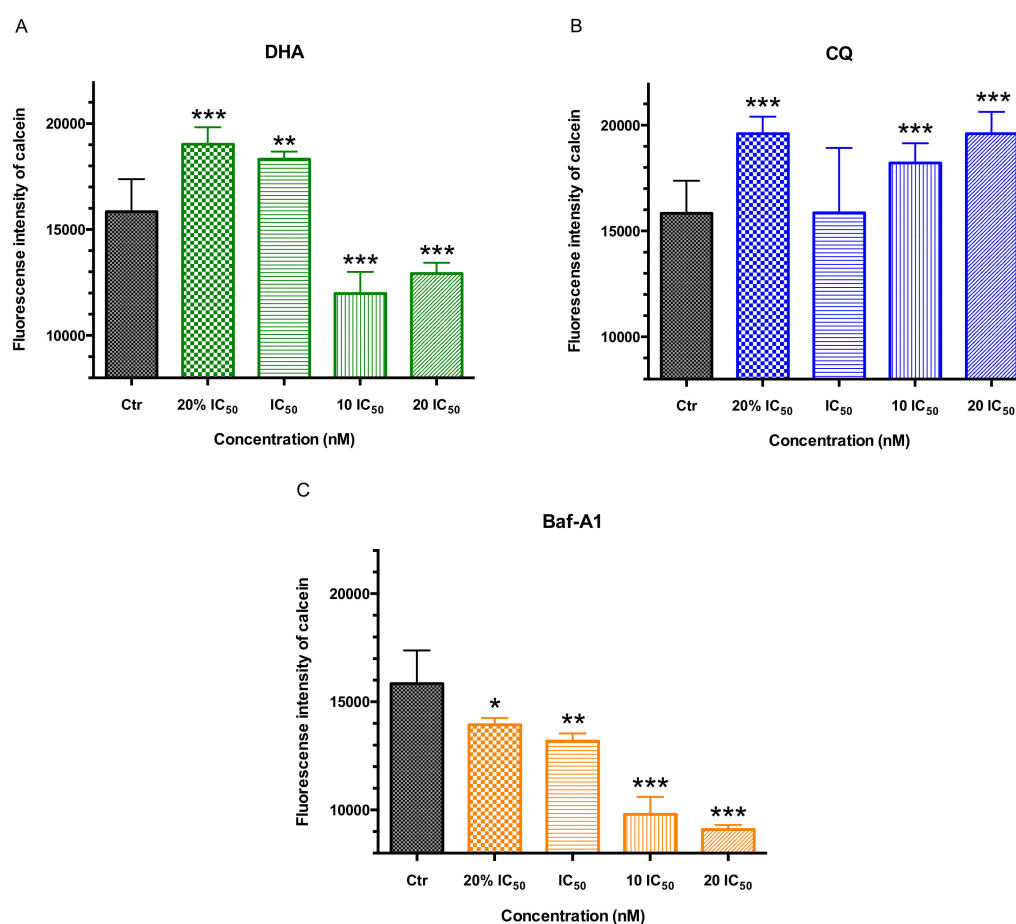 A
DHA
Fluorescense intensity of calcein
20000
15000
10000
***
**
***
***
Ctr 20% IC₅₀ IC₅₀ 10 IC₅₀ 20 IC₅₀
Concentration (nM)
B
CQ
Fluorescense intensity of calcein
20000
15000
10000
***
***
***
Ctr 20% IC₅₀ IC₅₀ 10 IC₅₀ 20 IC₅₀
Concentration (nM)
C
Baf-A1
Fluorescense intensity of calcein
20000
15000
10000
*
**
***
***
Ctr 20% IC₅₀ IC₅₀ 10 IC₅₀ 20 IC₅₀
Concentration (nM)